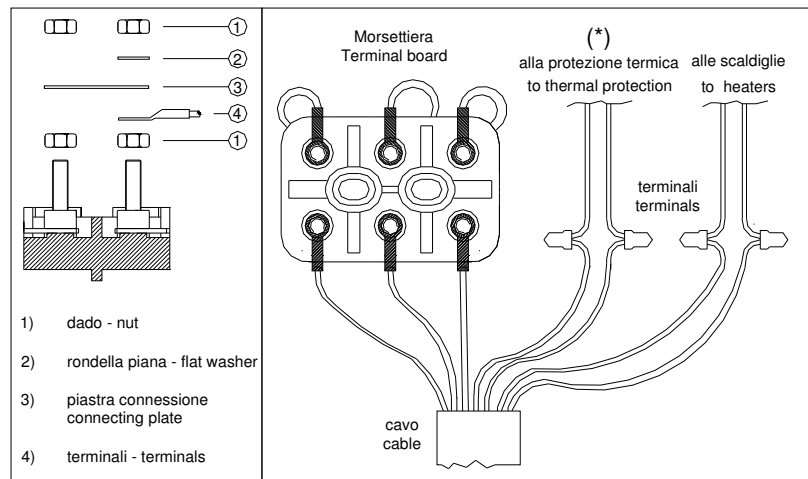 1
2
3
4
1
1) dado - nut
2) rondella piana - flat washer
3) piastra connessione
connecting plate
4) terminali - terminals
Morsettiera
Terminal board
(*)
alla protezione termica
to thermal protection
alle scaldiglie
to heaters
terminali
terminals
cavo
cable